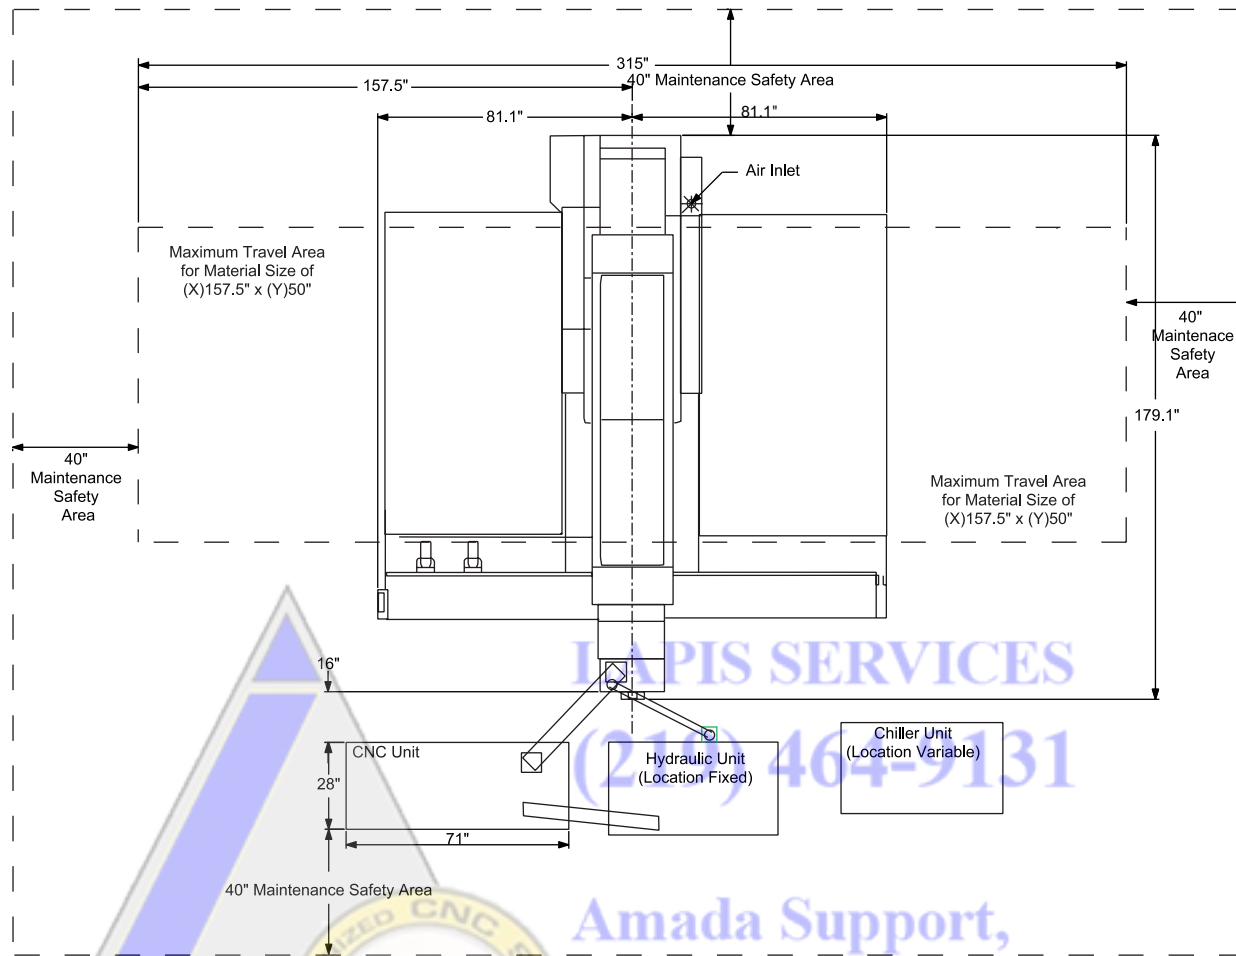 315"
40" Maintenance Safety Area
157.5"
81.1"
81.1"
Air Inlet
Maximum Travel Area
for Material Size of
(X)157.5" x (Y)50"
40"
Maintenace
Safety
Area
179.1"
40"
Maintenance
Safety
Area
Maximum Travel Area
for Material Size of
(X)157.5" x (Y)50"
16"
LAPIS SERVICES
CNC Unit
Hydraulic Unit
(Location Fixed)
Chiller Unit
(Location Variable)
(219) 464-9131
28"
71"
40" Maintenance Safety Area
CNC
Amada Support,